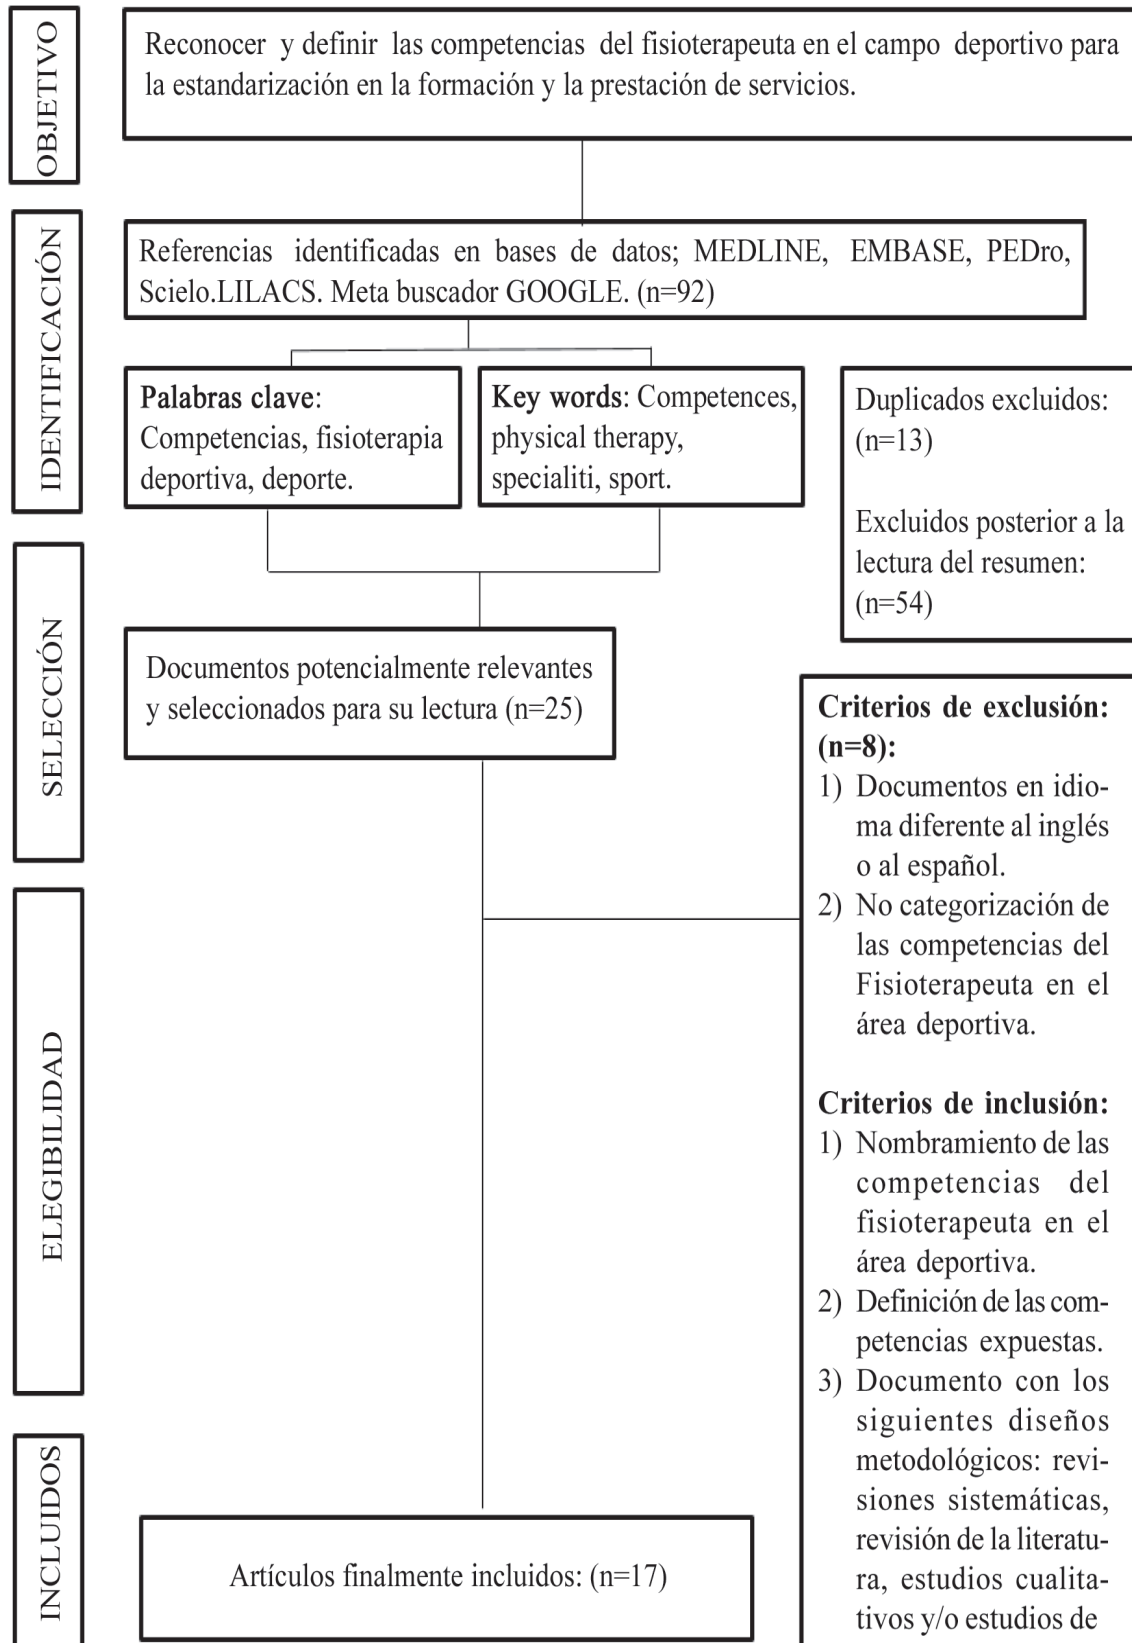 OBJETIVO
Reconocer y definir las competencias del fisioterapeuta en el campo deportivo para
la estandarización en la formación y la prestación de servicios.
IDENTIFICACIÓN
Referencias identificadas en bases de datos; MEDLINE, EMBASE, PEDro,
Scielo.LILACS. Meta buscador GOOGLE. (n=92)
Palabras clave:
Competencias, fisioterapia
deportiva, deporte.
Key words: Competences,
physical therapy,
specialiti, sport.
Duplicados excluidos:
(n=13)
Excluidos posterior a la
lectura del resumen:
(n=54)
SELECCIÓN
Documentos potencialmente relevantes
y seleccionados para su lectura (n=25)
ELEGIBILIDAD
Criterios de exclusión:
(n=8):
1) Documentos en idio-
ma diferente al inglés
o al español.
2) No categorización de
las competencias del
Fisioterapeuta en el
área deportiva.
Criterios de inclusión:
1) Nombramiento de las
competencias del
fisioterapeuta en el
área deportiva.
2) Definición de las com-
petencias expuestas.
3) Documento con los
siguientes diseños
metodológicos: revi-
siones sistemáticas,
revisión de la literatu-
ra, estudios cualita-
tivos y/o estudios de
INCLUIDOS
Artículos finalmente incluidos: (n=17)